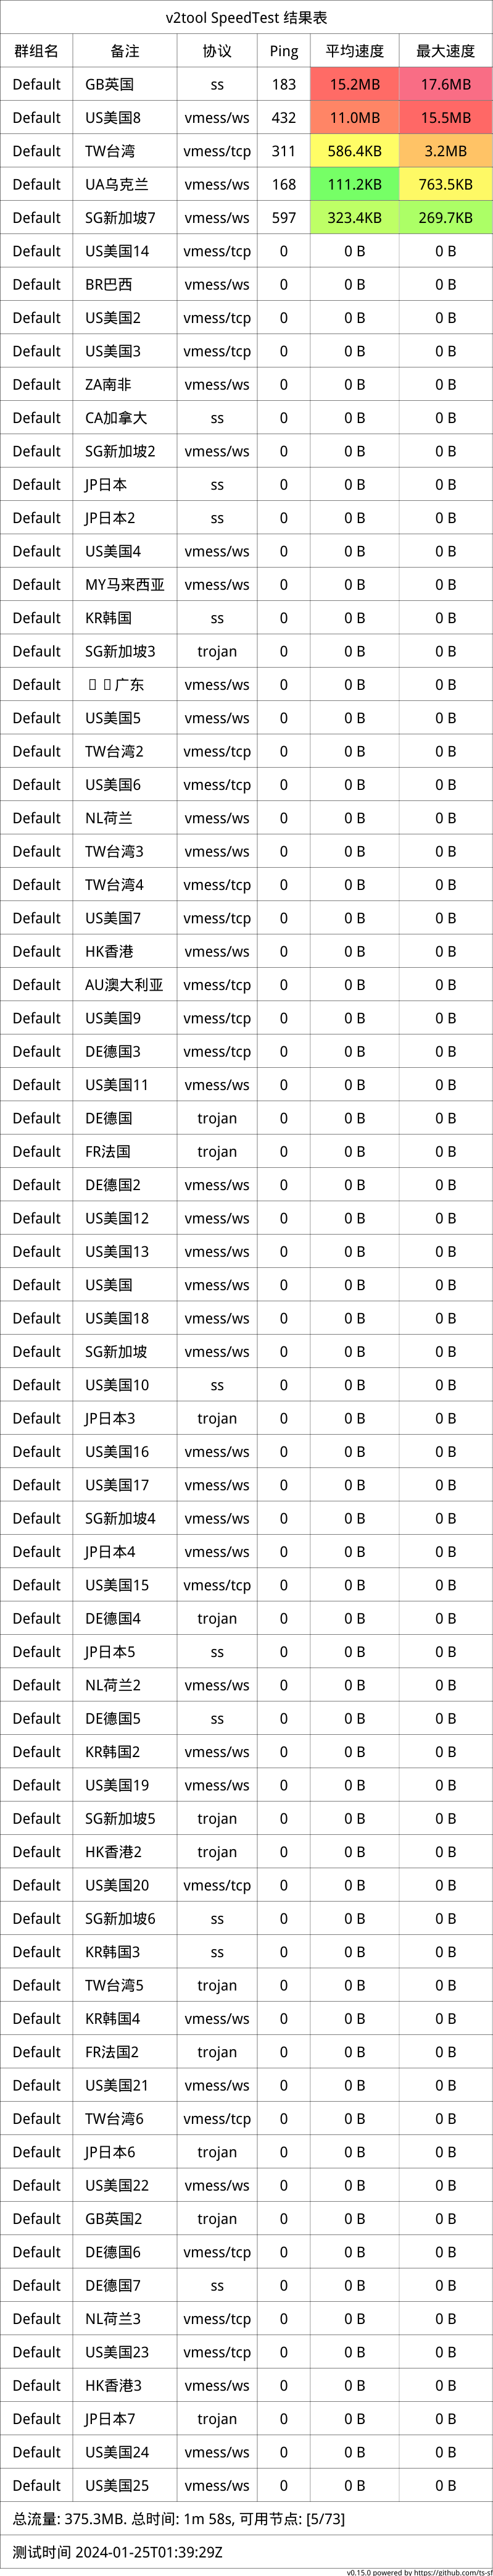 v2tool SpeedTest 结果表
群组名 备注 协议 Ping 平均速度 最大速度
Default GB英国 ss 183 15.2MB 17.6MB
Default US美国8 vmess/ws 432 11.0MB 15.5MB
Default TW台湾 vmess/tcp 311 586.4KB 3.2MB
Default UA乌克兰 vmess/ws 168 111.2KB 763.5KB
Default SG新加坡7 vmess/ws 597 323.4KB 269.7KB
Default US美国14 vmess/tcp 0 0 B 0 B
Default BR巴西 vmess/ws 0 0 B 0 B
Default US美国2 vmess/tcp 0 0 B 0 B
Default US美国3 vmess/tcp 0 0 B 0 B
Default ZA南非 vmess/ws 0 0 B 0 B
Default CA加拿大 ss 0 0 B 0 B
Default SG新加坡2 vmess/ws 0 0 B 0 B
Default JP日本 ss 0 0 B 0 B
Default JP日本2 ss 0 0 B 0 B
Default US美国4 vmess/ws 0 0 B 0 B
Default MY马来西亚 vmess/ws 0 0 B 0 B
Default KR韩国 ss 0 0 B 0 B
Default SG新加坡3 trojan 0 0 B 0 B
Default 广东 vmess/ws 0 0 B 0 B
Default US美国5 vmess/ws 0 0 B 0 B
Default TW台湾2 vmess/tcp 0 0 B 0 B
Default US美国6 vmess/tcp 0 0 B 0 B
Default NL荷兰 vmess/ws 0 0 B 0 B
Default TW台湾3 vmess/ws 0 0 B 0 B
Default TW台湾4 vmess/tcp 0 0 B 0 B
Default US美国7 vmess/tcp 0 0 B 0 B
Default HK香港 vmess/ws 0 0 B 0 B
Default AU澳大利亚 vmess/tcp 0 0 B 0 B
Default US美国9 vmess/tcp 0 0 B 0 B
Default DE德国3 vmess/tcp 0 0 B 0 B
Default US美国11 vmess/ws 0 0 B 0 B
Default DE德国 trojan 0 0 B 0 B
Default FR法国 trojan 0 0 B 0 B
Default DE德国2 vmess/ws 0 0 B 0 B
Default US美国12 vmess/ws 0 0 B 0 B
Default US美国13 vmess/ws 0 0 B 0 B
Default US美国 vmess/ws 0 0 B 0 B
Default US美国18 vmess/ws 0 0 B 0 B
Default SG新加坡 vmess/ws 0 0 B 0 B
Default US美国10 ss 0 0 B 0 B
Default JP日本3 trojan 0 0 B 0 B
Default US美国16 vmess/ws 0 0 B 0 B
Default US美国17 vmess/ws 0 0 B 0 B
Default SG新加坡4 vmess/ws 0 0 B 0 B
Default JP日本4 vmess/ws 0 0 B 0 B
Default US美国15 vmess/tcp 0 0 B 0 B
Default DE德国4 trojan 0 0 B 0 B
Default JP日本5 ss 0 0 B 0 B
Default NL荷兰2 vmess/ws 0 0 B 0 B
Default DE德国5 ss 0 0 B 0 B
Default KR韩国2 vmess/ws 0 0 B 0 B
Default US美国19 vmess/ws 0 0 B 0 B
Default SG新加坡5 trojan 0 0 B 0 B
Default HK香港2 trojan 0 0 B 0 B
Default US美国20 vmess/tcp 0 0 B 0 B
Default SG新加坡6 ss 0 0 B 0 B
Default KR韩国3 ss 0 0 B 0 B
Default TW台湾5 trojan 0 0 B 0 B
Default KR韩国4 vmess/ws 0 0 B 0 B
Default FR法国2 trojan 0 0 B 0 B
Default US美国21 vmess/ws 0 0 B 0 B
Default TW台湾6 vmess/tcp 0 0 B 0 B
Default JP日本6 trojan 0 0 B 0 B
Default US美国22 vmess/ws 0 0 B 0 B
Default GB英国2 trojan 0 0 B 0 B
Default DE德国6 vmess/tcp 0 0 B 0 B
Default DE德国7 ss 0 0 B 0 B
Default NL荷兰3 vmess/tcp 0 0 B 0 B
Default US美国23 vmess/tcp 0 0 B 0 B
Default HK香港3 vmess/ws 0 0 B 0 B
Default JP日本7 trojan 0 0 B 0 B
Default US美国24 vmess/ws 0 0 B 0 B
Default US美国25 vmess/ws 0 0 B 0 B
总流量: 375.3MB. 总时间: 1m 58s, 可用节点: [5/73]
测试时间 2024-01-25T01:39:29Z
v0.15.0 powered by https://github.com/ts-sf